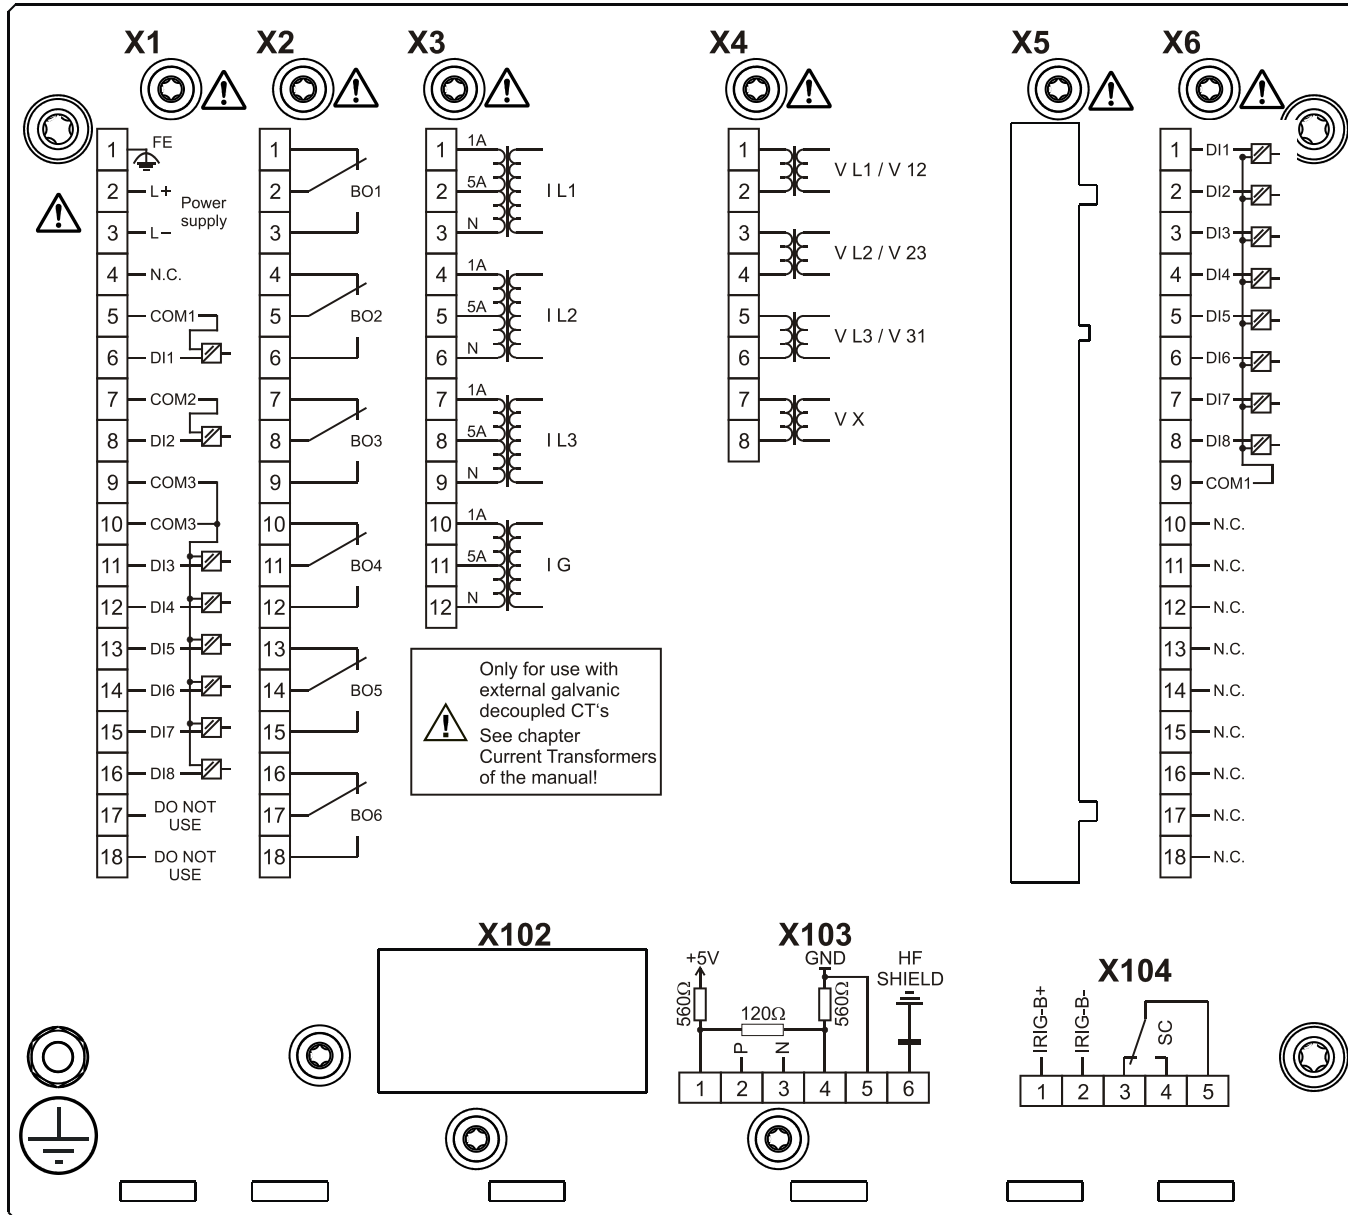 X1 X2 X3 X4 X5 X6
1 FE
2 L+
3 L–
Power
supply
4 N.C.
5 COM1
6 DI1
7 COM2
8 DI2
9 COM3
10 COM3
11 DI3
12 DI4
13 DI5
14 DI6
15 DI7
16 DI8
17 DO NOT
USE
18 DO NOT
USE
1
2 BO1
3
4
5 BO2
6
7
8 BO3
9
10
11 BO4
12
13
14 BO5
15
16
17 BO6
18
1 1A
2 5A I L1
3 N
4 1A
5 5A I L2
6 N
7 1A
8 5A I L3
9 N
10 1A
11 5A I G
12 N
Only for use with
external galvanic
decoupled CT‘s
See chapter
Current Transformers
of the manual!
1
V L1 / V 12
2
3
V L2 / V 23
4
5
V L3 / V 31
6
7
V X
8
1 DI1
2 DI2
3 DI3
4 DI4
5 DI5
6 DI6
7 DI7
8 DI8
9 COM1
10 N.C.
11 N.C.
12 N.C.
13 N.C.
14 N.C.
15 N.C.
16 N.C.
17 N.C.
18 N.C.
X102
X103
+5V GND HF
SHIELD
560Ω 120Ω 560Ω
P N
1 2 3 4 5 6
X104
IRIG-B+ IRIG-B- SC
1 2 3 4 5